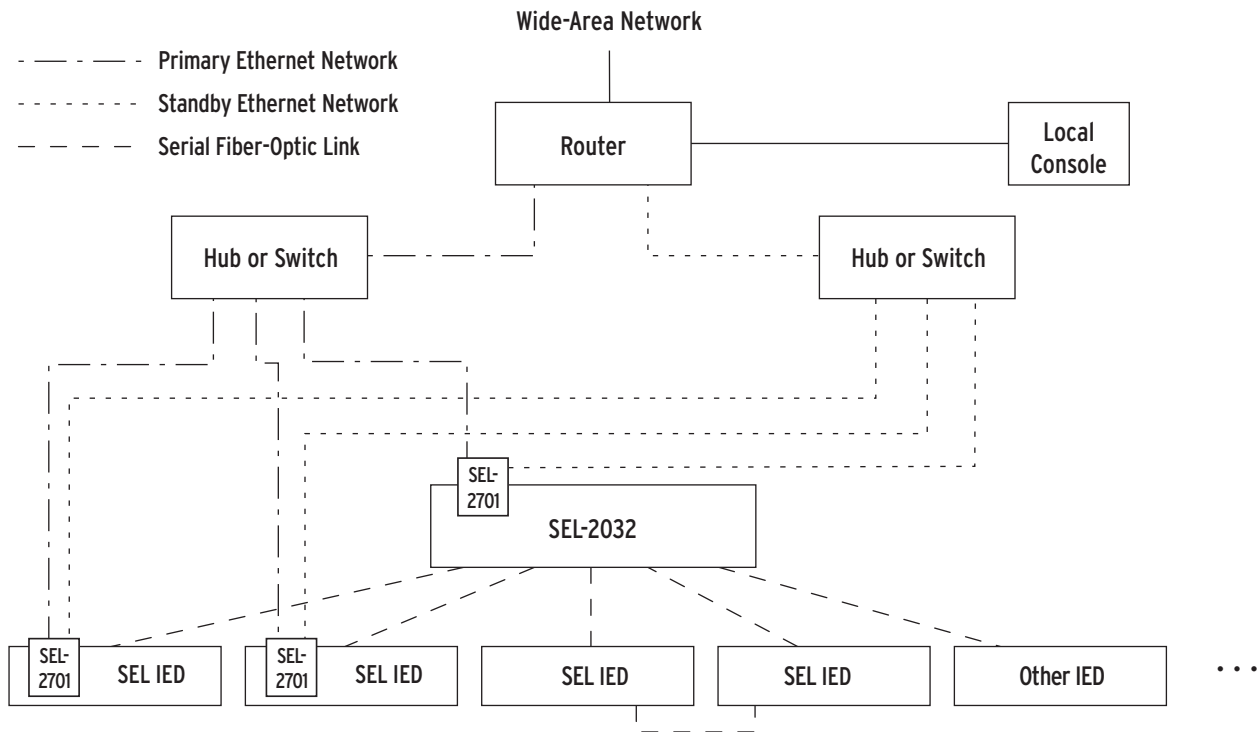 Wide-Area Network
Primary Ethernet Network
Standby Ethernet Network
Serial Fiber-Optic Link
Router
Local
Console
Hub or Switch
Hub or Switch
SEL-
2701
SEL-2032
SEL-
2701
SEL IED
SEL-
2701
SEL IED
SEL IED
SEL IED
Other IED
...